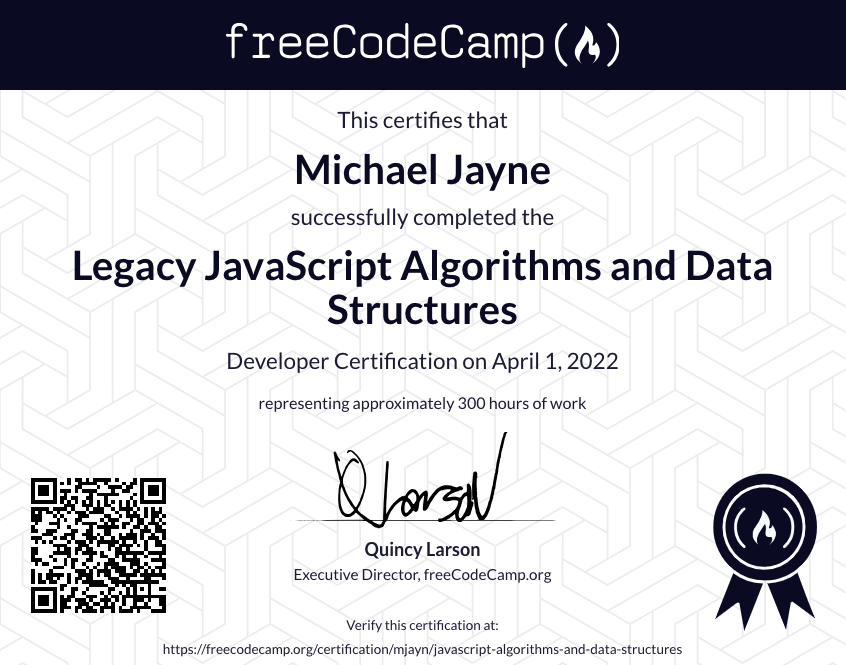 freeCodeCamp
This certifies that
Michael Jayne
successfully completed the
Legacy JavaScript Algorithms and Data
Structures
Developer Certification on April 1, 2022
representing approximately 300 hours of work
Quincy Larson
Executive Director, freeCodeCamp.org
Verify this certification at:
https://freecodecamp.org/certification/mjayn/javascript-algorithms-and-data-structures